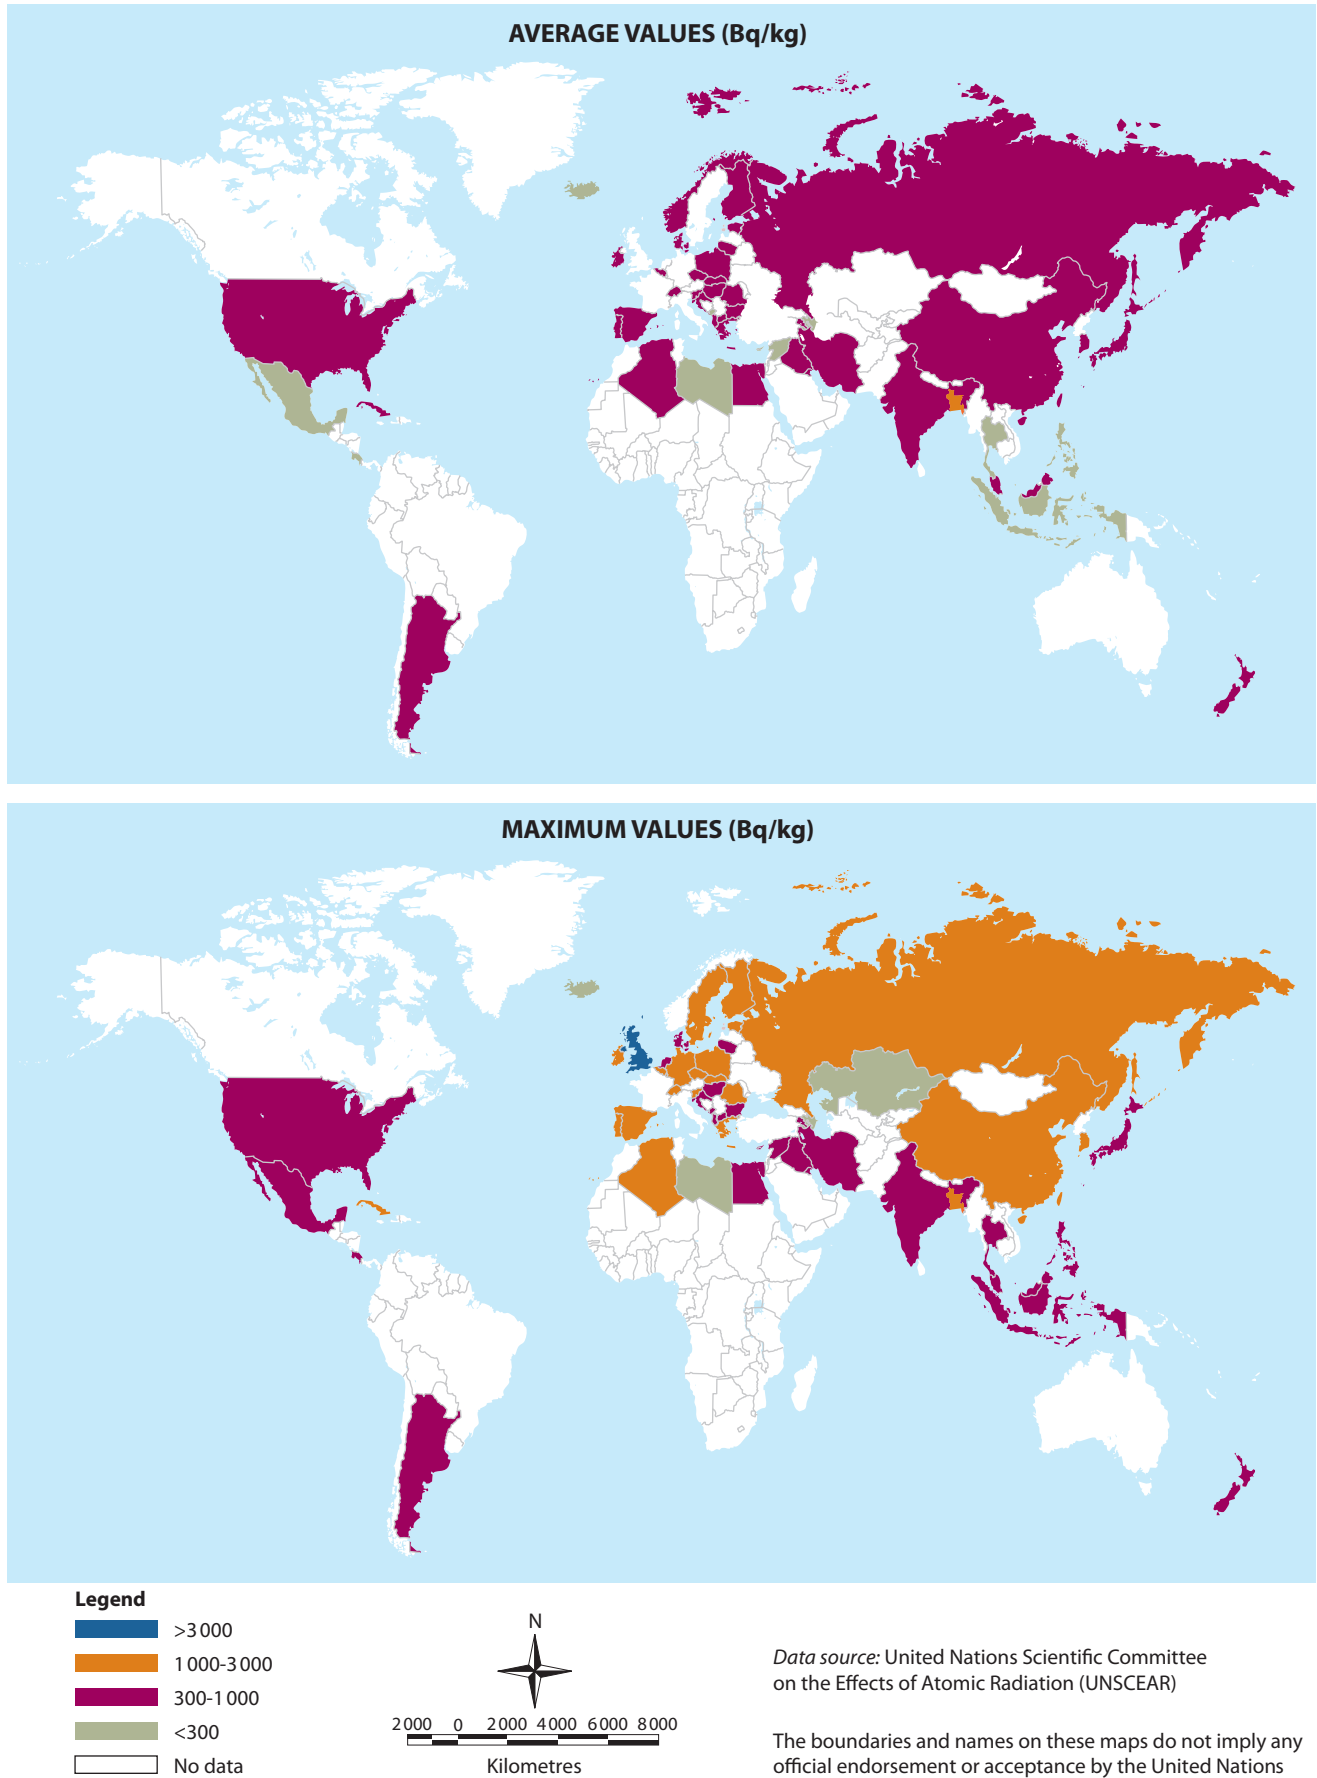 AVERAGE VALUES (Bq/kg)
MAXIMUM VALUES (Bq/kg)
Legend
>3 000
1 000-3 000
300-1 000
<300
No data
N
2 000 0 2 000 4 000 6 000 8 000
Kilometres
Data source: United Nations Scientific Committee
on the Effects of Atomic Radiation (UNSCEAR)
The boundaries and names on these maps do not imply any
official endorsement or acceptance by the United Nations